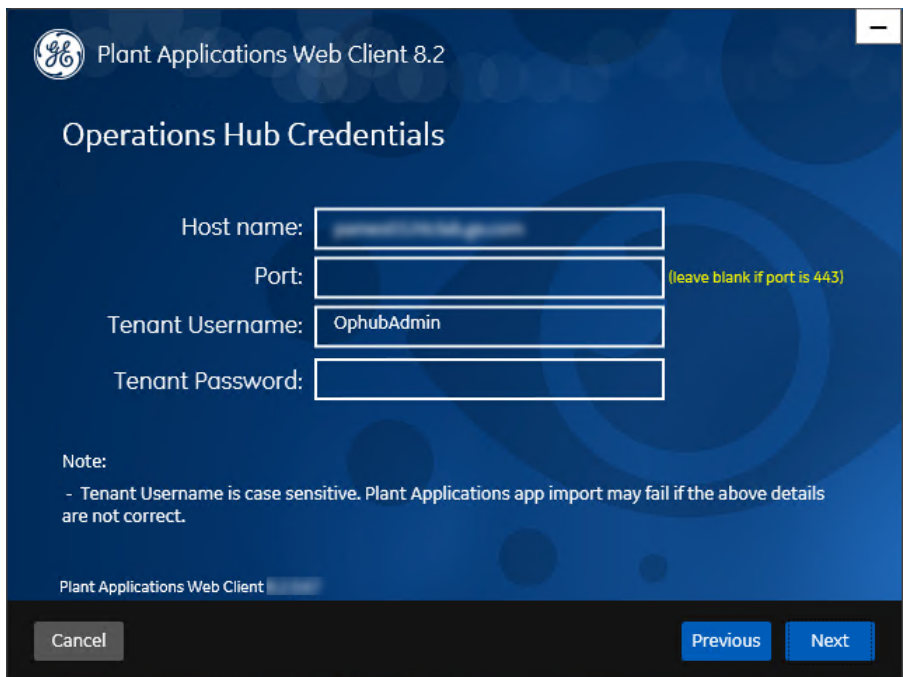 Plant Applications Web Client 8.2
Operations Hub Credentials
Host name:
Port:
(leave blank if port is 443)
Tenant Username: OphubAdmin
Tenant Password:
Note:
- Tenant Username is case sensitive. Plant Applications app import may fail if the above details
are not correct.
Plant Applications Web Client
Cancel
Previous
Next